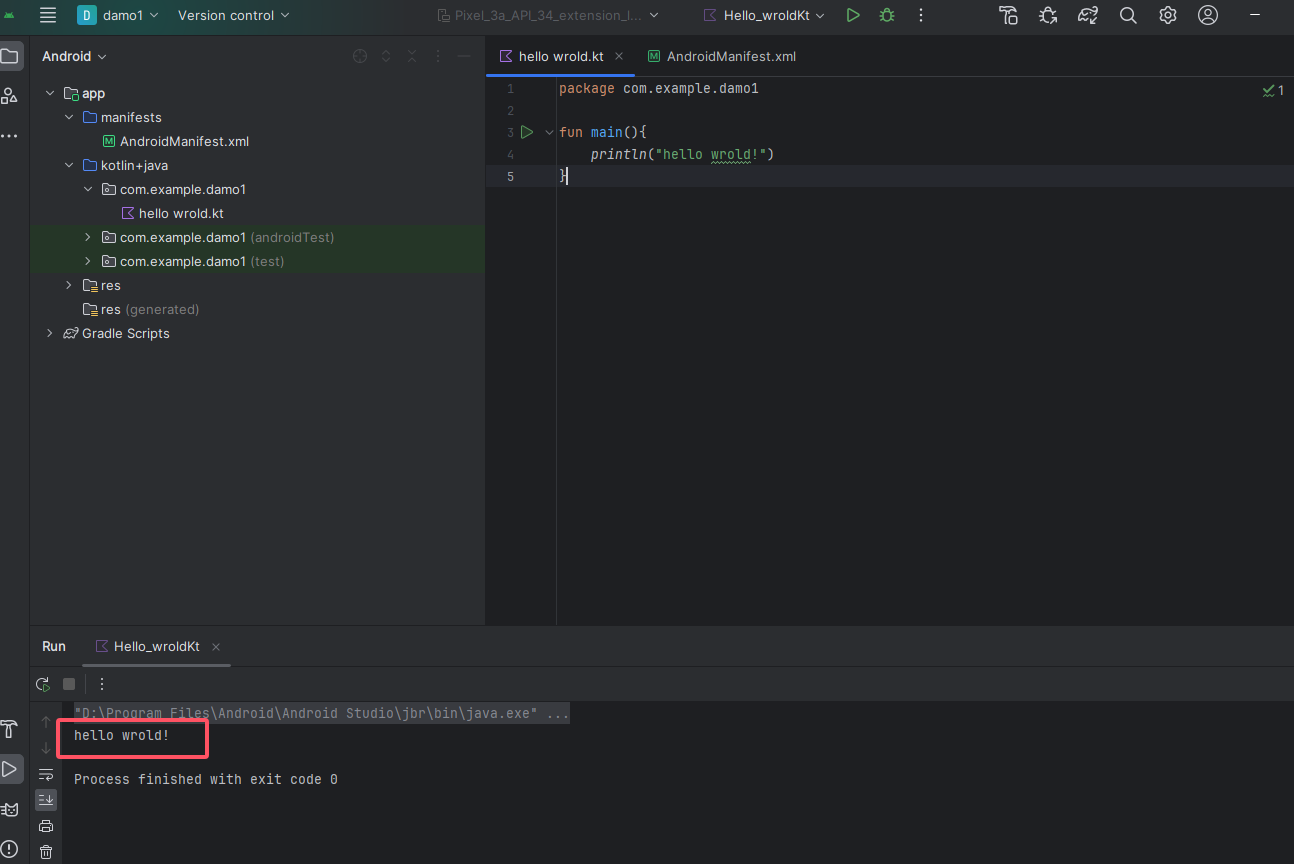 D damo1 Version control Pixel_3a_API_34_extension_l... Hello_wroldKt
Android
hello wrold.kt
AndroidManifest.xml
app
manifests
AndroidManifest.xml
kotlin+java
com.example.damo1
hello wrold.kt
com.example.damo1 (androidTest)
com.example.damo1 (test)
res
res (generated)
Gradle Scripts
1 package com.example.damo1
2
3 fun main(){
4 println("hello wrold!")
5 }
1
Run Hello_wroldKt
"D:\Program Files\Android\Android Studio\jbr\bin\java.exe" ...
hello wrold!
Process finished with exit code 0